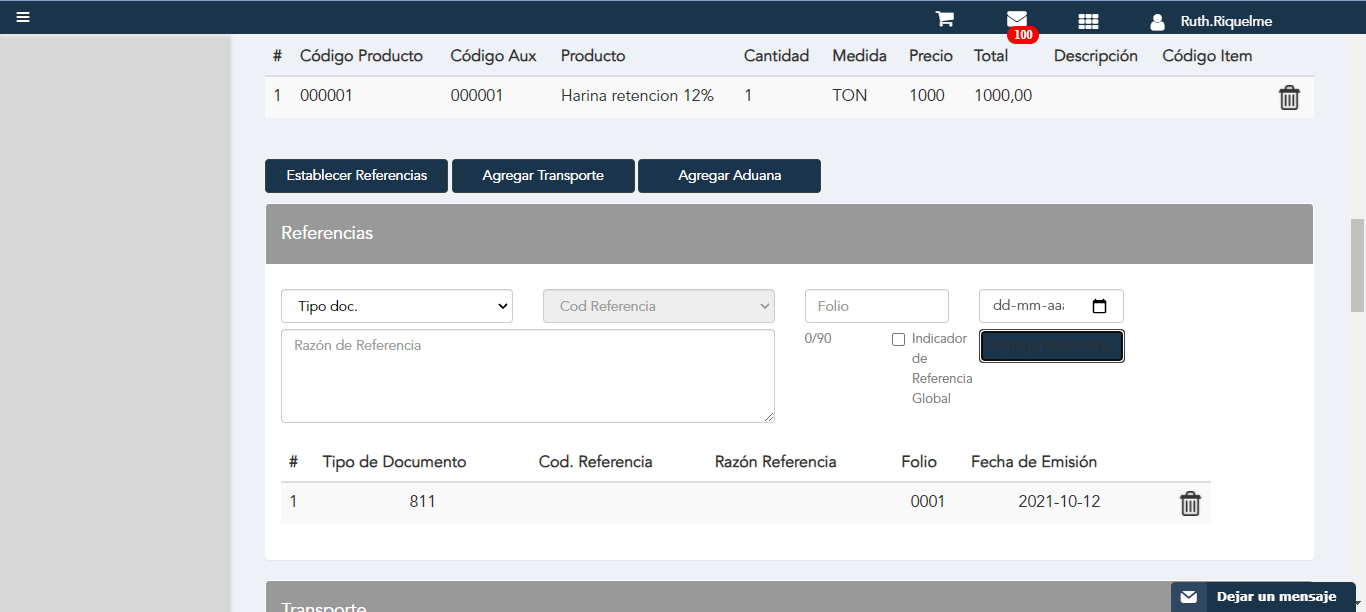 Ruth.Riquelme
100
# Código Producto Código Aux Producto Cantidad Medida Precio Total Descripción Código Item
1 000001 000001 Harina retencion 12% 1 TON 1000 1000,00
Establecer Referencias Agregar Transporte Agregar Aduana
Referencias
Tipo doc. Cod Referencia Folio dd-mm-aaa
Razón de Referencia 0/90 Indicador
de
Referencia
Global
# Tipo de Documento Cod. Referencia Razón Referencia Folio Fecha de Emisión
1 811 0001 2021-10-12
Transporte
Dejar un mensaje